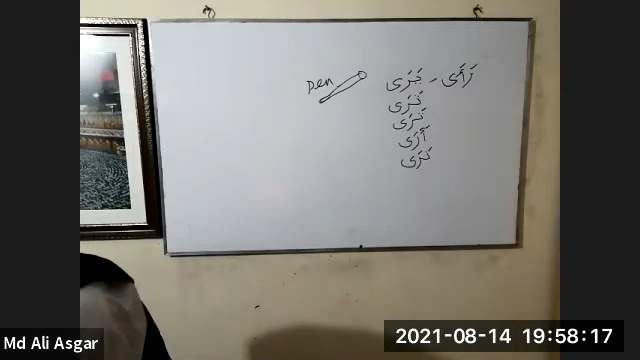 رَأَى - يَرَى
pen
تَرَى
تَرَى
أَرَى
نَرَى
Md Ali Asgar
2021-08-14 19:58:17